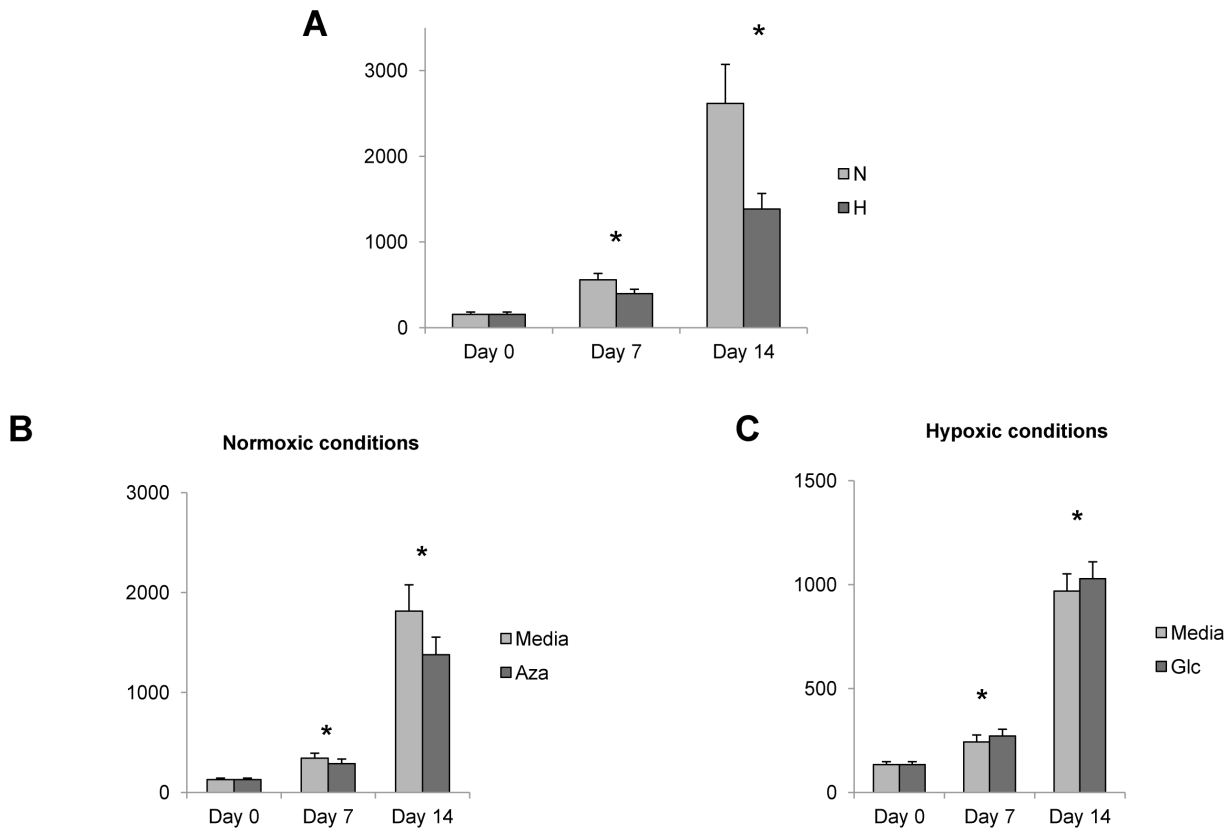 A
*
3000
2000
*
1000
0
Day 0 Day 7 Day 14
N
H
B
Normoxic conditions
3000
*
2000
1000
*
0
Day 0 Day 7 Day 14
Media
Aza
C
Hypoxic conditions
1500
*
1000
*
500
0
Day 0 Day 7 Day 14
Media
Glc